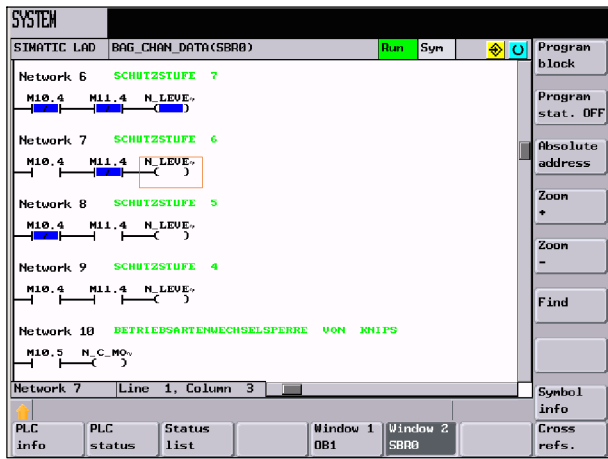 SYSTEM
SIMATIC LAD BAG_CHAN_DATA(SBR0) Run Sym
Program block
Network 6 SCHUTZSTUFE 7
M10.4 M11.4 N_LEVE~
Program stat. OFF
Network 7 SCHUTZSTUFE 6
M10.4 M11.4 N_LEVE~
Absolute address
Network 8 SCHUTZSTUFE 5
M10.4 M11.4 N_LEVE~
Zoom +
Network 9 SCHUTZSTUFE 4
M10.4 M11.4 N_LEVE~
Zoom -
Find
Network 10 BETRIEBSARTENWECHSELSPERRE VON KNIPS
M10.5 N_C_MO~
Network 7 Line 1, Column 3
Symbol info
PLC info
PLC status
Status list
Window 1 OB1
Window 2 SBR0
Cross refs.